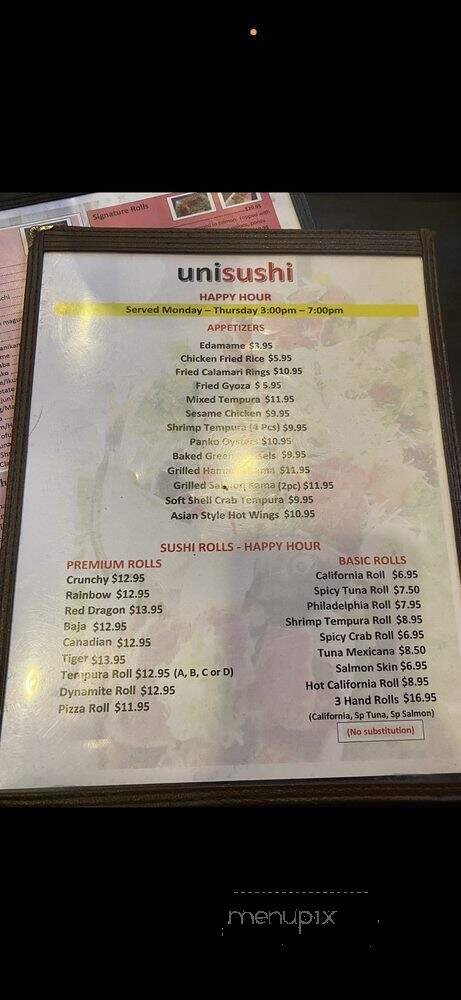 Signature Rolls
unisushi
HAPPY HOUR
Served Monday – Thursday 3:00pm – 7:00pm
APPETIZERS
Edamame $3.95
Chicken Fried Rice $5.95
Fried Calamari Rings $10.95
Fried Gyoza $ 5.95
Mixed Tempura $11.95
Sesame Chicken $9.95
Shrimp Tempura (4 Pcs) $9.95
Panko Oysters $10.95
Baked Green Mussels $9.95
Grilled Hamachi Kama $11.95
Grilled Salmon Kama (2pc) $11.95
Soft Shell Crab Tempura $9.95
Asian Style Hot Wings $10.95
SUSHI ROLLS - HAPPY HOUR
PREMIUM ROLLS
Crunchy $12.95
Rainbow $12.95
Red Dragon $13.95
Baja $12.95
Canadian $12.95
Tiger $13.95
Tempura Roll $12.95 (A, B, C or D)
Dynamite Roll $12.95
Pizza Roll $11.95
BASIC ROLLS
California Roll $6.95
Spicy Tuna Roll $7.50
Philadelphia Roll $7.95
Shrimp Tempura Roll $8.95
Spicy Crab Roll $6.95
Tuna Mexicana $8.50
Salmon Skin $6.95
Hot California Roll $8.95
3 Hand Rolls $16.95
(California, Sp Tuna, Sp Salmon)
(No substitution)
menupix